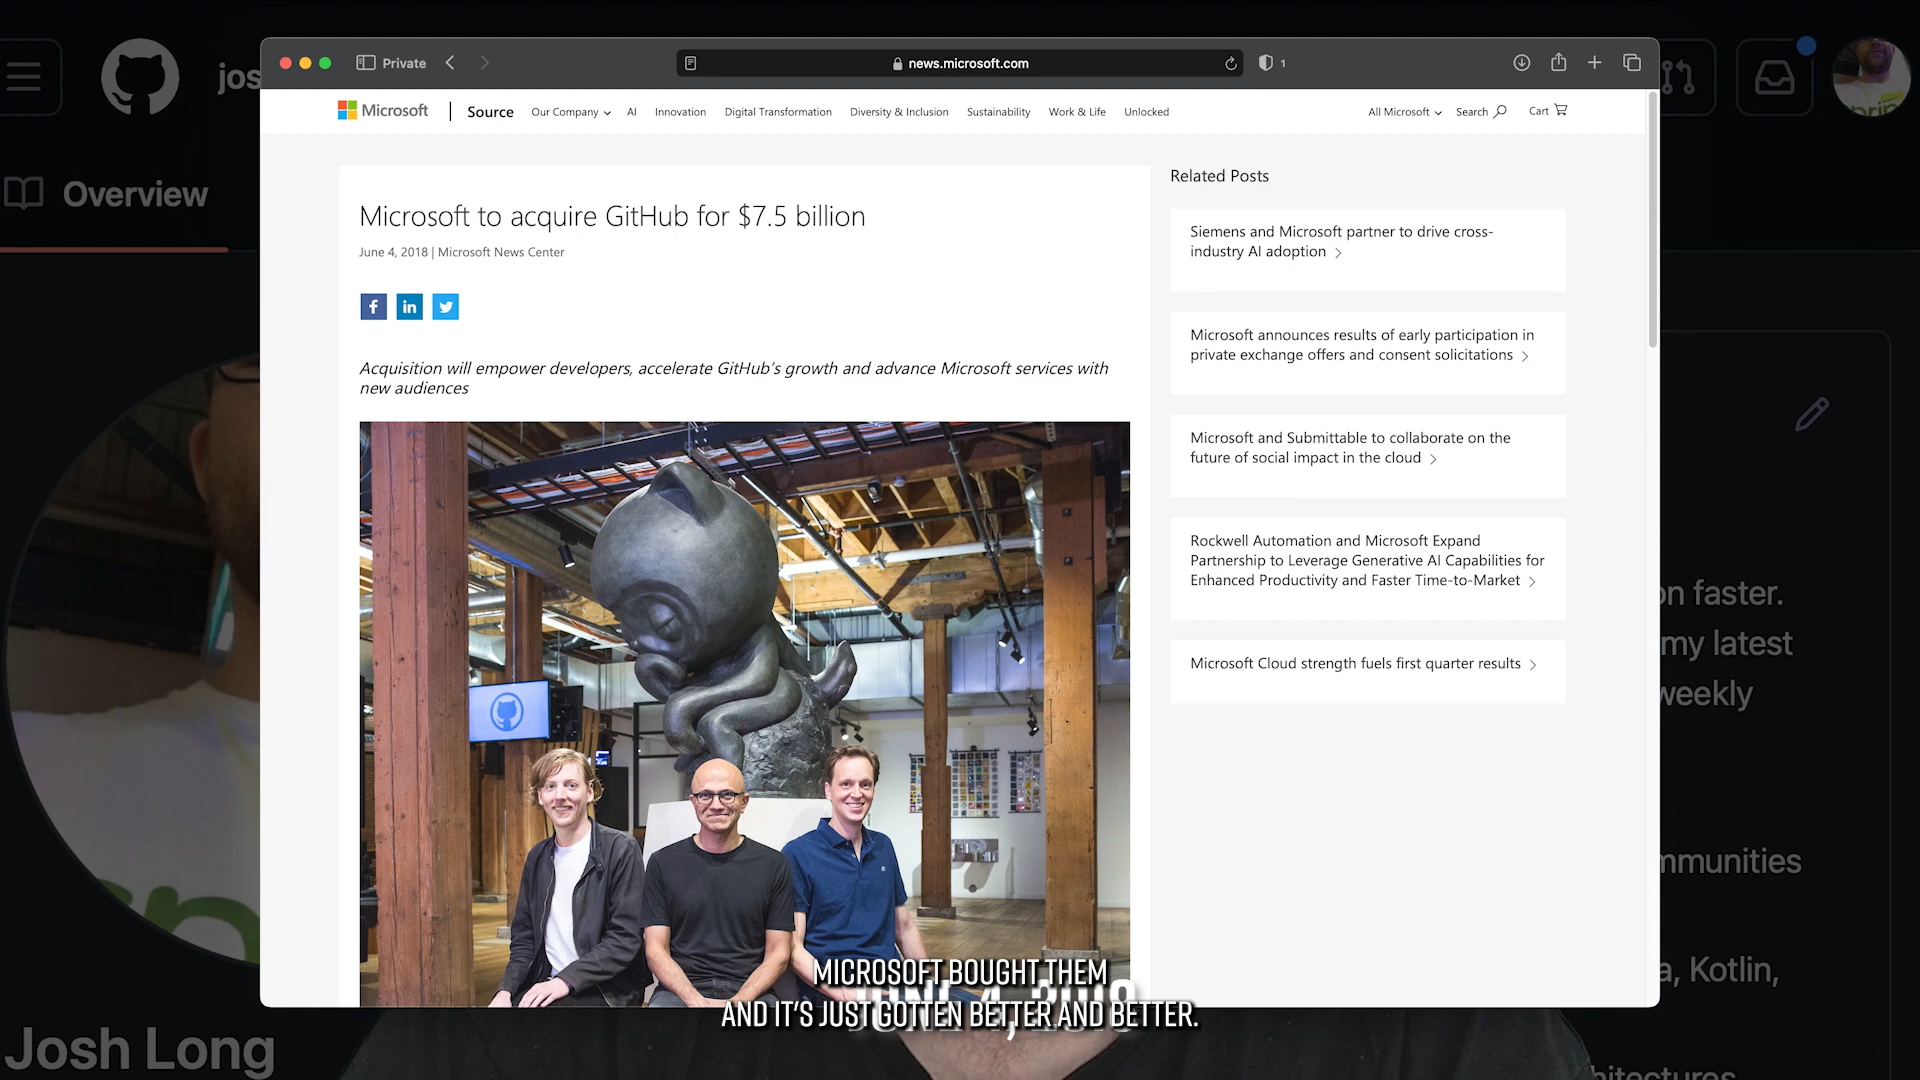 jos
Overview
Private
news.microsoft.com
1
Microsoft
Source
Our Company
AI
Innovation
Digital Transformation
Diversity & Inclusion
Sustainability
Work & Life
Unlocked
All Microsoft
Search
Cart
Microsoft to acquire GitHub for $7.5 billion
June 4, 2018 | Microsoft News Center
Acquisition will empower developers, accelerate GitHub's growth and advance Microsoft services with
new audiences
Related Posts
Siemens and Microsoft partner to drive cross-
industry AI adoption
Microsoft announces results of early participation in
private exchange offers and consent solicitations
Microsoft and Submittable to collaborate on the
future of social impact in the cloud
Rockwell Automation and Microsoft Expand
Partnership to Leverage Generative AI Capabilities for
Enhanced Productivity and Faster Time-to-Market
Microsoft Cloud strength fuels first quarter results
on faster.
my latest
weekly
mmunities
a, Kotlin,
Josh Long
JUNE 4, 2018
MICROSOFT BOUGHT THEM
AND IT'S JUST GOTTEN BETTER AND BETTER.